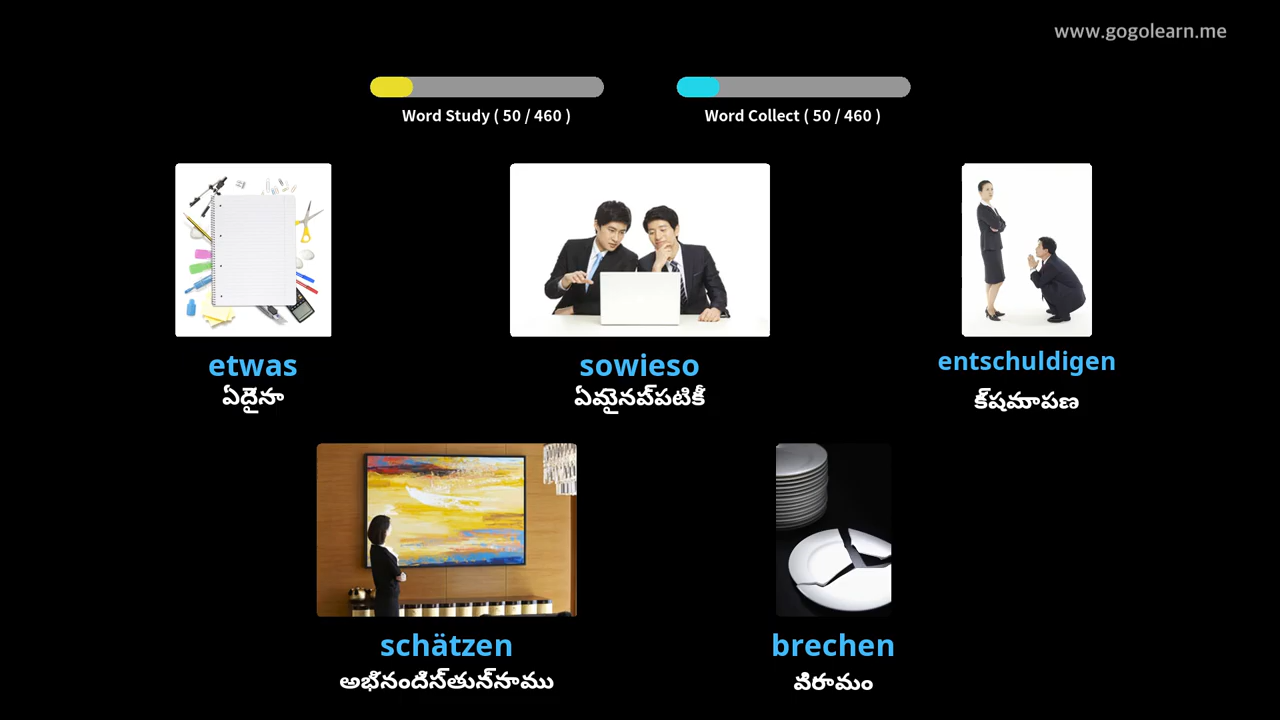 www.gogolearn.me
Word Study ( 50 / 460 )
Word Collect ( 50 / 460 )
etwas
ఏదైనా
sowieso
ఏమైనప్పటికీ
entschuldigen
క్షమాపణ
schätzen
అభినందిస్తున్నాము
brechen
విరామం